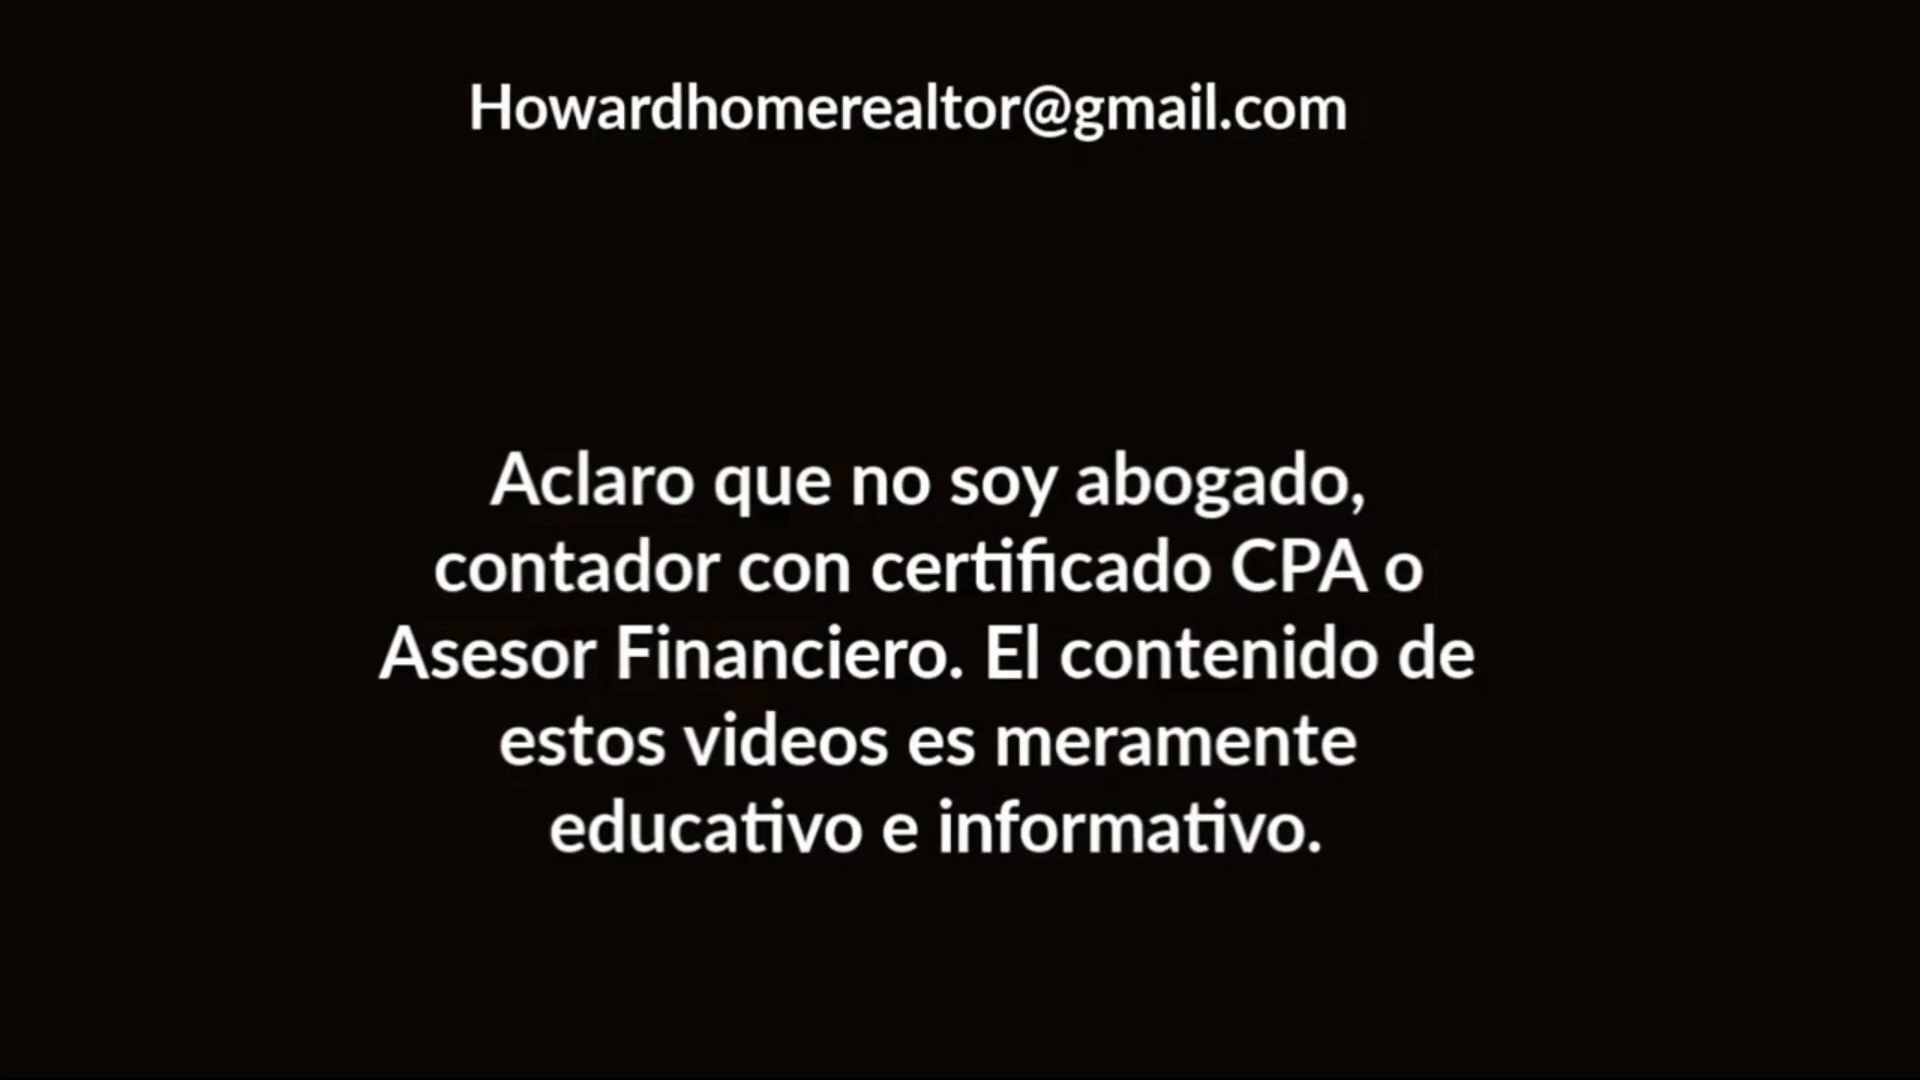 Howardhomerealtor@gmail.com
Aclaro que no soy abogado,
contador con certificado CPA o
Asesor Financiero. El contenido de
estos videos es meramente
educativo e informativo.